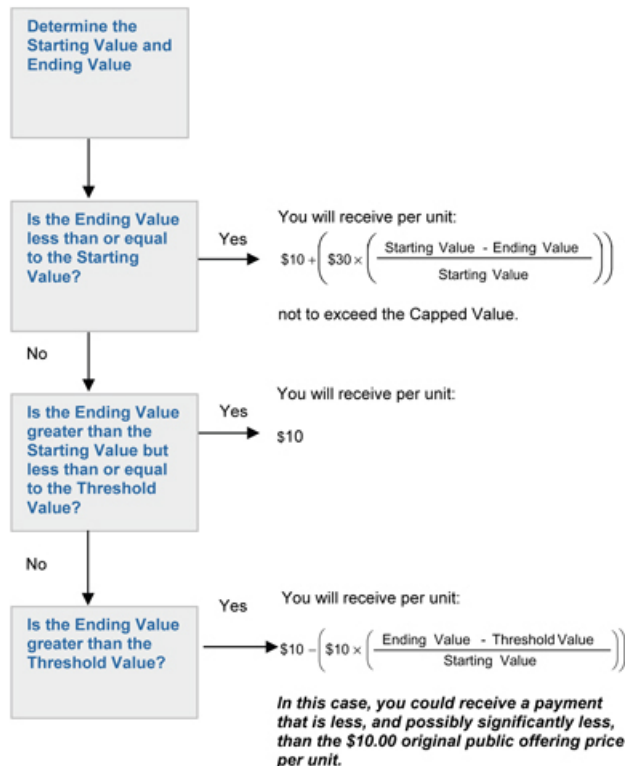 Determine the
Starting Value and
Ending Value
Is the Ending Value
less than or equal
to the Starting
Value?
Yes
You will receive per unit:
$10 + ( $30 × ( Starting Value - Ending Value
Starting Value ) )
not to exceed the Capped Value.
No
Is the Ending Value
greater than the
Starting Value but
less than or equal
to the Threshold
Value?
Yes
You will receive per unit:
$10
No
Is the Ending Value
greater than the
Threshold Value?
Yes
You will receive per unit:
$10 – ( $10 × ( Ending Value - Threshold Value
Starting Value ) )
In this case, you could receive a payment
that is less, and possibly significantly less,
than the $10.00 original public offering price
per unit.